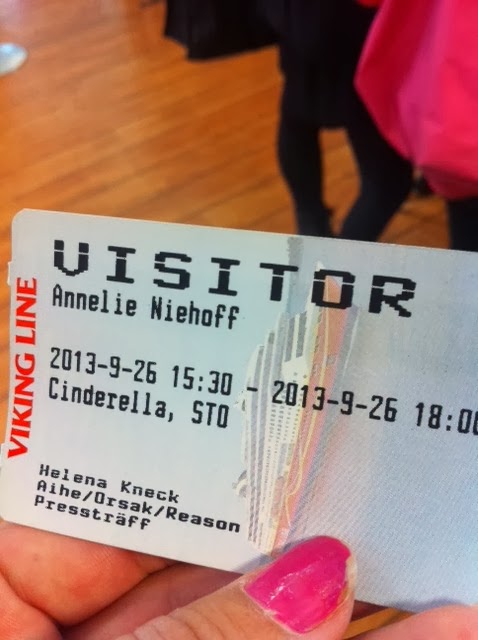 VISITOR
Annelie Niehoff
2013-9-26 15:30 - 2013-9-26 18:00
Cinderella, STO
Helena Kneck
Aihe/Orsak/Reason
Pressträff
VIKING LINE